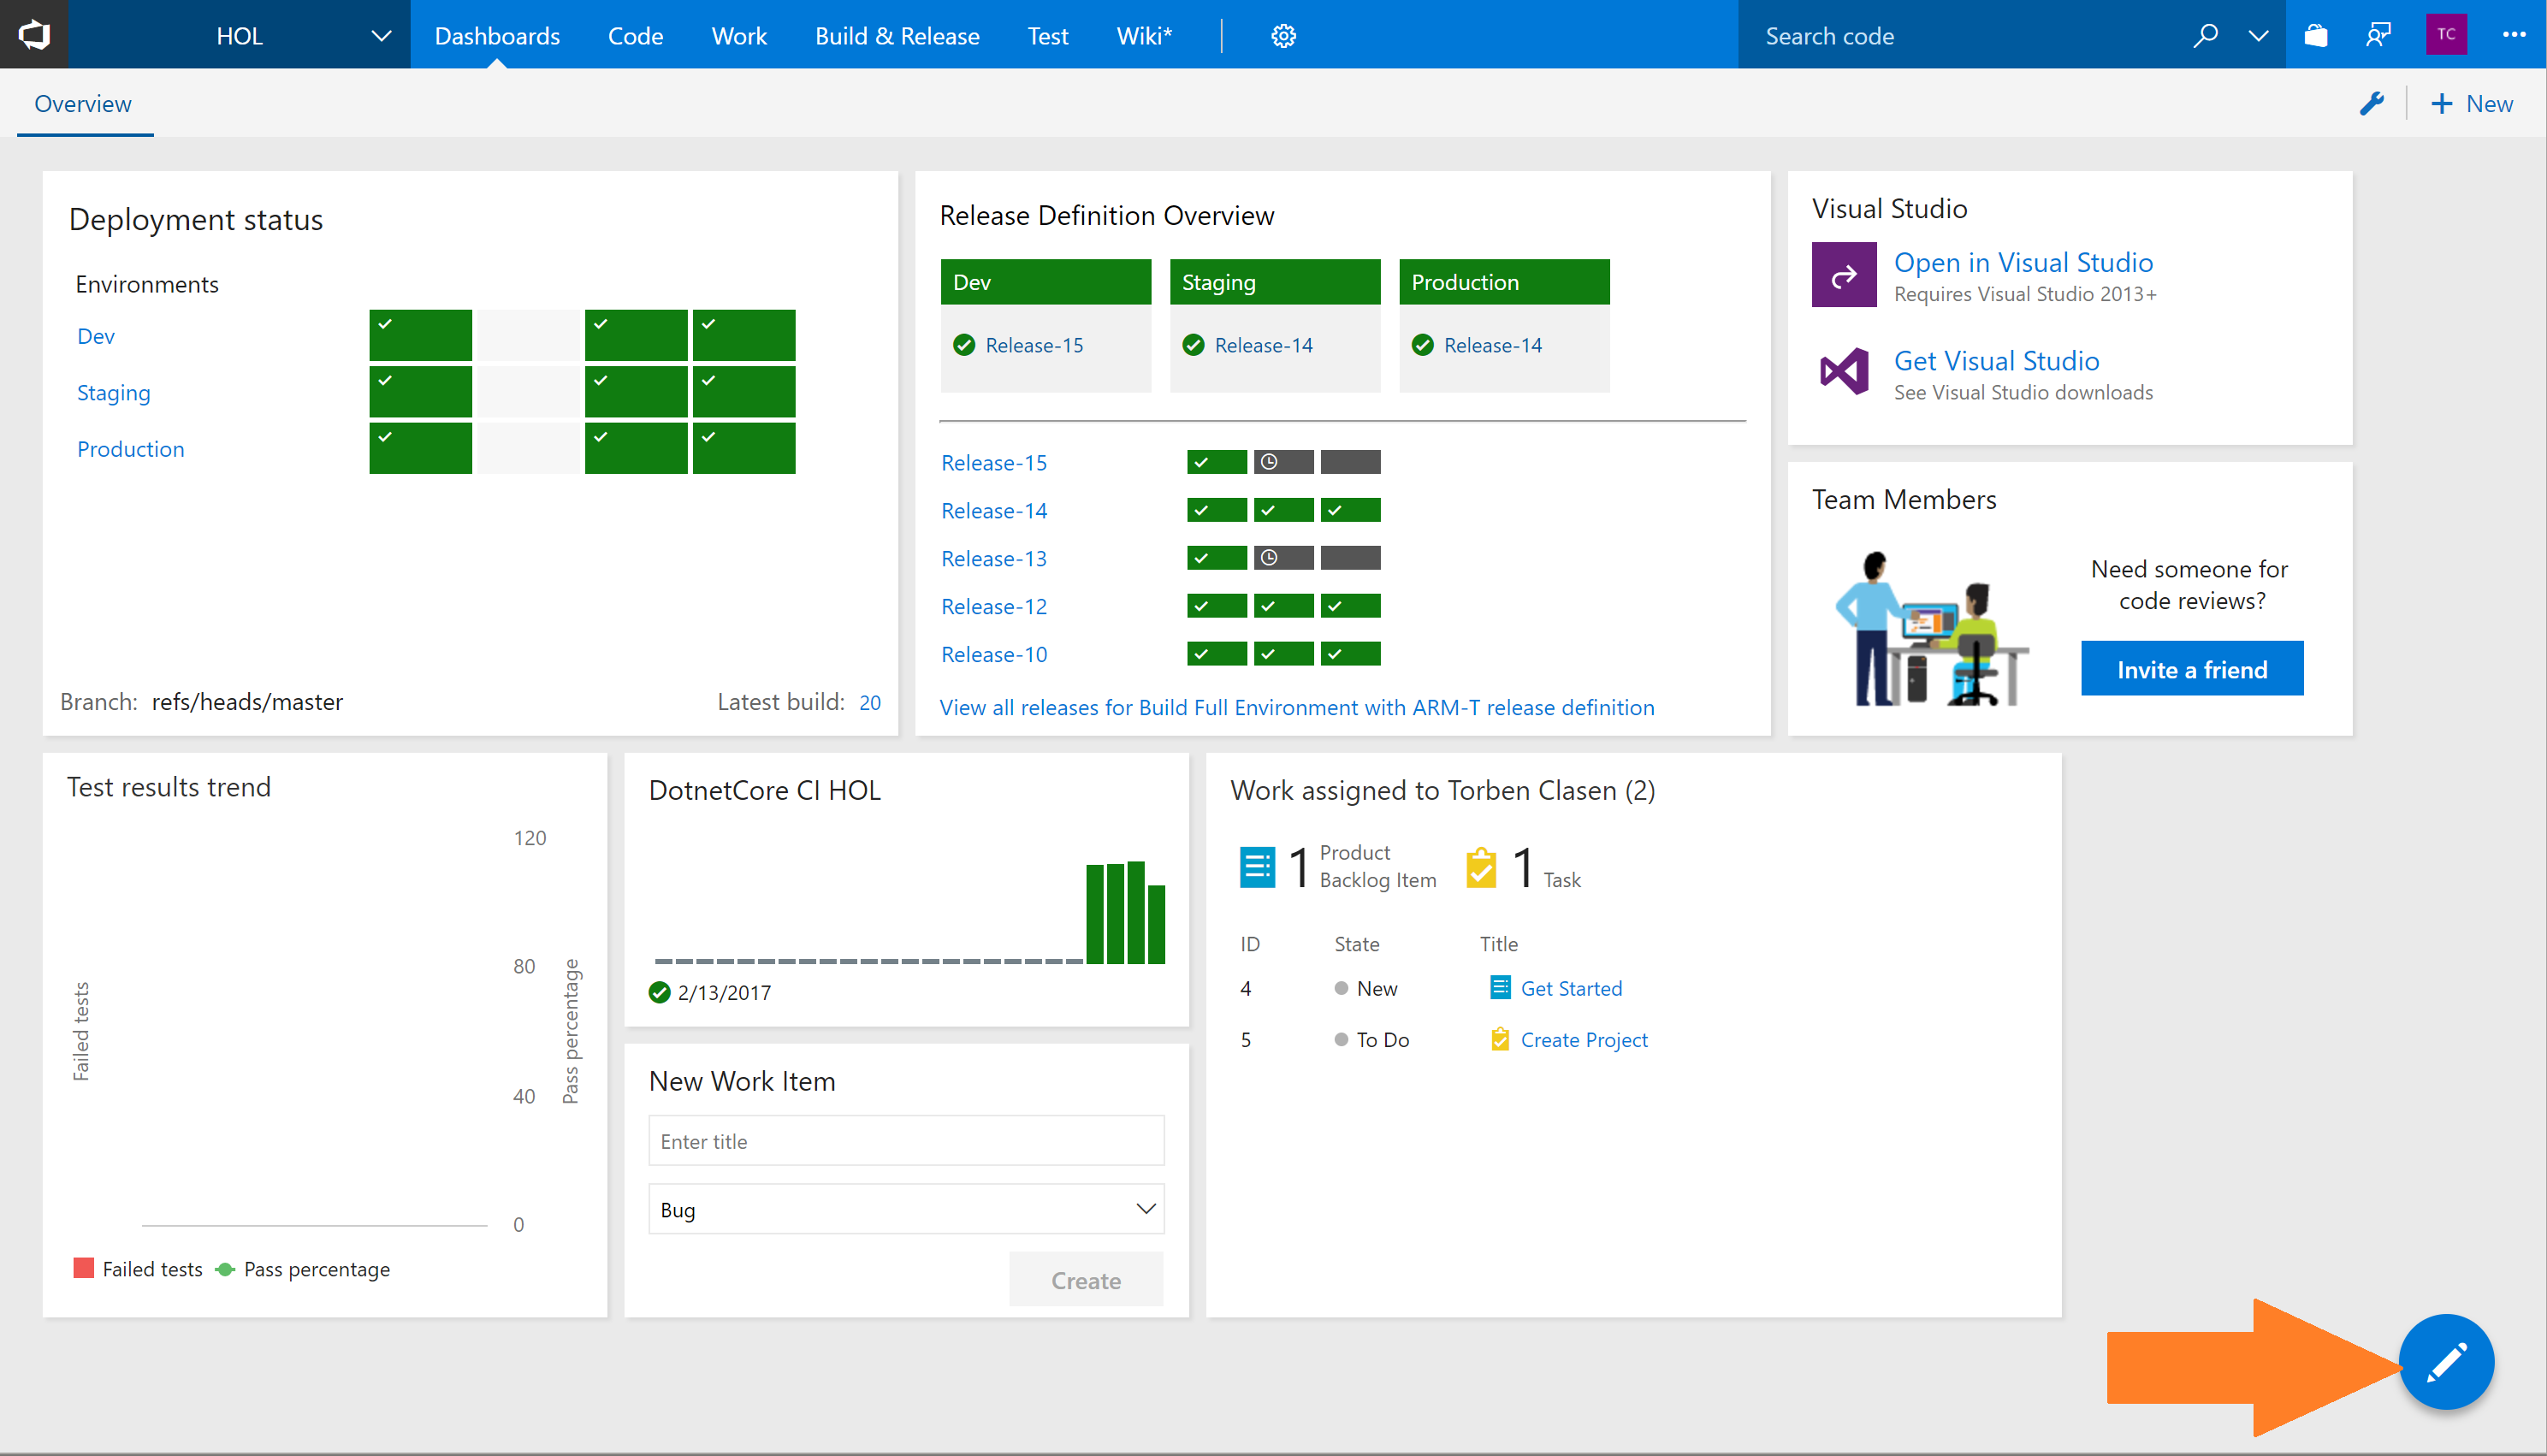 HOL
Dashboards Code Work Build & Release Test Wiki*
Search code
TC
Overview
New
Deployment status
Environments
Dev
Staging
Production
Branch: refs/heads/master
Latest build: 20
Release Definition Overview
Dev Staging Production
Release-15 Release-14 Release-14
Release-15
Release-14
Release-13
Release-12
Release-10
View all releases for Build Full Environment with ARM-T release definition
Visual Studio
Open in Visual Studio
Requires Visual Studio 2013+
Get Visual Studio
See Visual Studio downloads
Team Members
Need someone for
code reviews?
Invite a friend
Test results trend
120
80
40
0
Failed tests
Pass percentage
Failed tests Pass percentage
DotnetCore CI HOL
2/13/2017
New Work Item
Enter title
Bug
Create
Work assigned to Torben Clasen (2)
1 Product
Backlog Item
1 Task
ID State Title
4 New Get Started
5 To Do Create Project